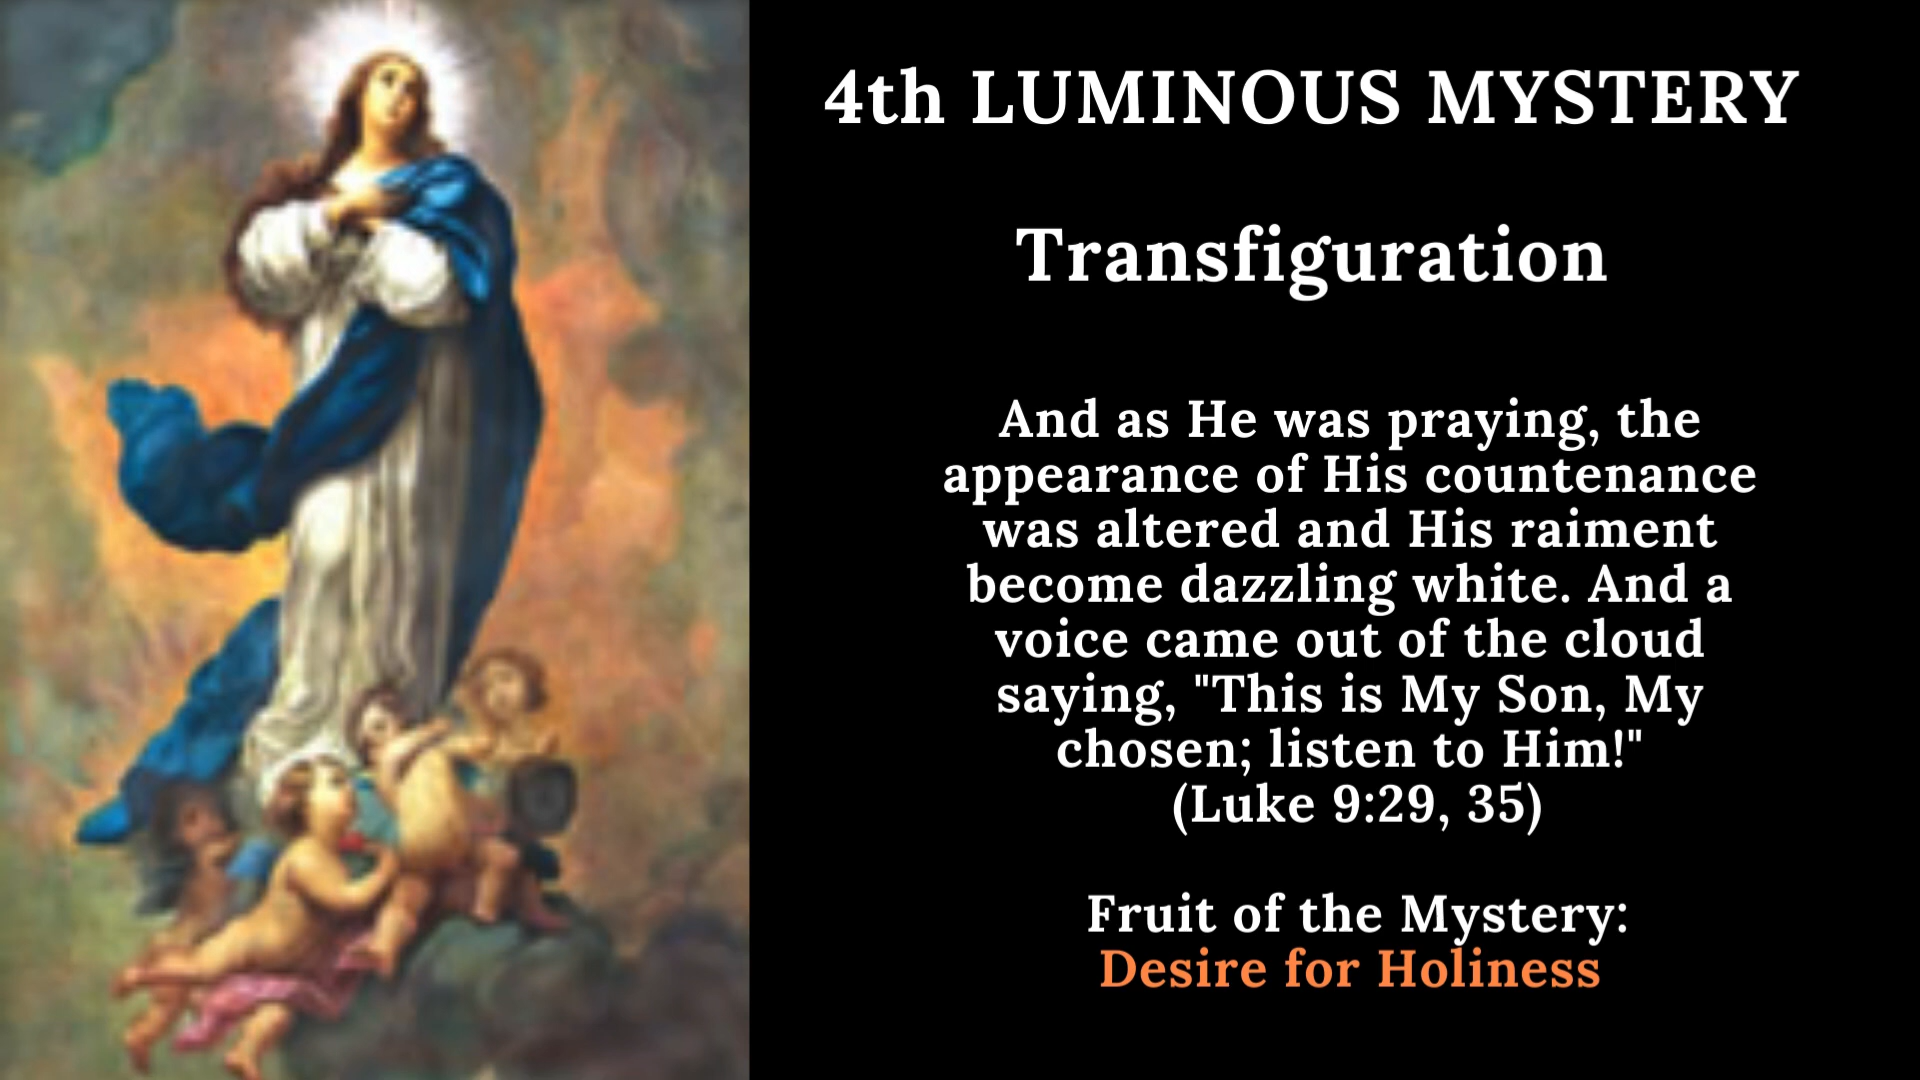 4th LUMINOUS MYSTERY
Transfiguration
And as He was praying, the
appearance of His countenance
was altered and His raiment
become dazzling white. And a
voice came out of the cloud
saying, "This is My Son, My
chosen; listen to Him!"
(Luke 9:29, 35)
Fruit of the Mystery:
Desire for Holiness